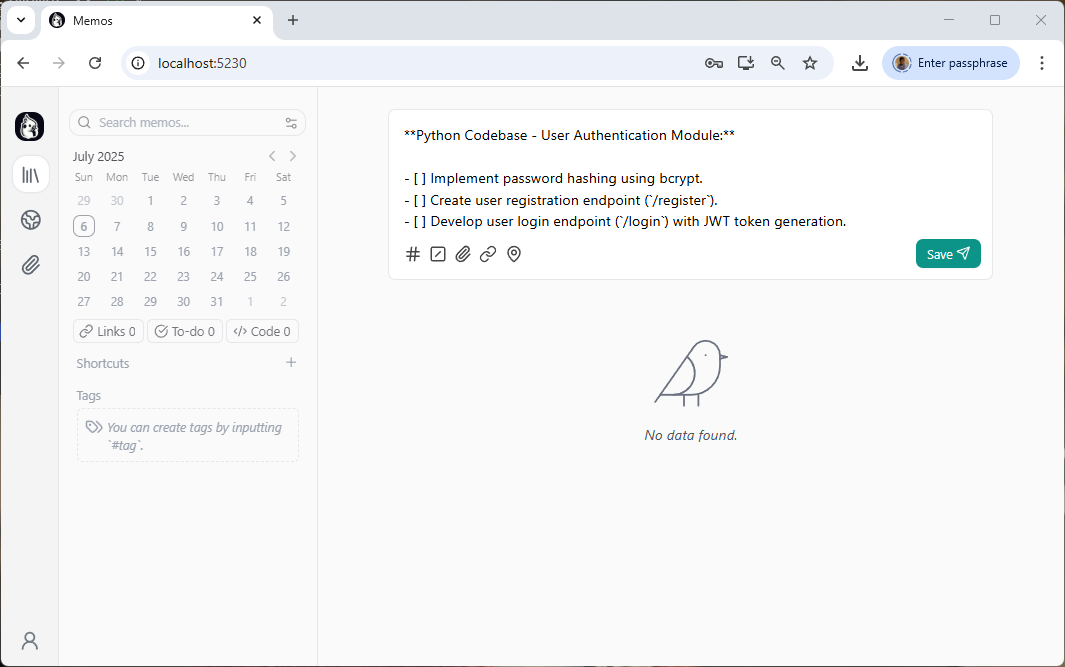 Memos
localhost:5230
Enter passphrase
Search memos...
July 2025
Sun Mon Tue Wed Thu Fri Sat
29 30 1 2 3 4 5
6 7 8 9 10 11 12
13 14 15 16 17 18 19
20 21 22 23 24 25 26
27 28 29 30 31 1 2
Links 0 To-do 0 </> Code 0
Shortcuts
Tags
You can create tags by inputting
`#tag`.
**Python Codebase - User Authentication Module:**
- [ ] Implement password hashing using bcrypt.
- [ ] Create user registration endpoint (`/register`).
- [ ] Develop user login endpoint (`/login`) with JWT token generation.
Save
No data found.